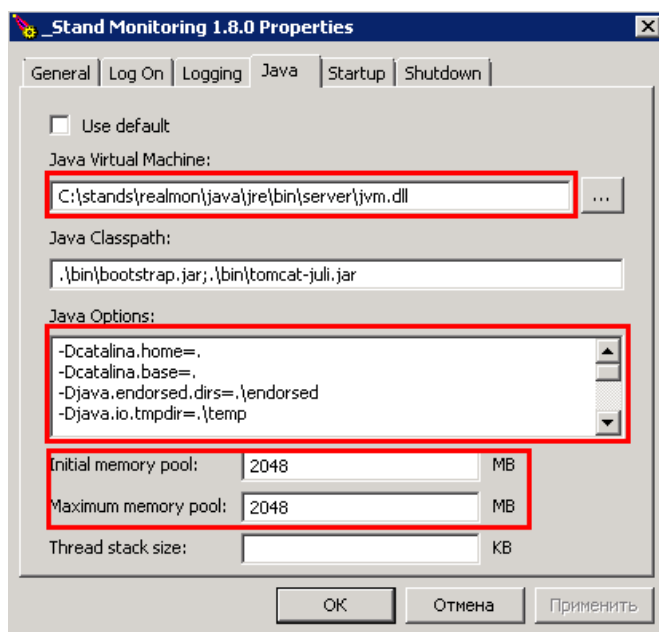 _Stand Monitoring 1.8.0 Properties
General Log On Logging Java Startup Shutdown
Use default
Java Virtual Machine:
C:\stands\realmon\java\jre\bin\server\jvm.dll ...
Java Classpath:
.\bin\bootstrap.jar;.\bin\tomcat-juli.jar
Java Options:
-Dcatalina.home=.
-Dcatalina.base=.
-Djava.endorsed.dirs=.\endorsed
-Djava.io.tmpdir=.\temp
Initial memory pool: 2048 MB
Maximum memory pool: 2048 MB
Thread stack size: KB
OK Отмена Применить